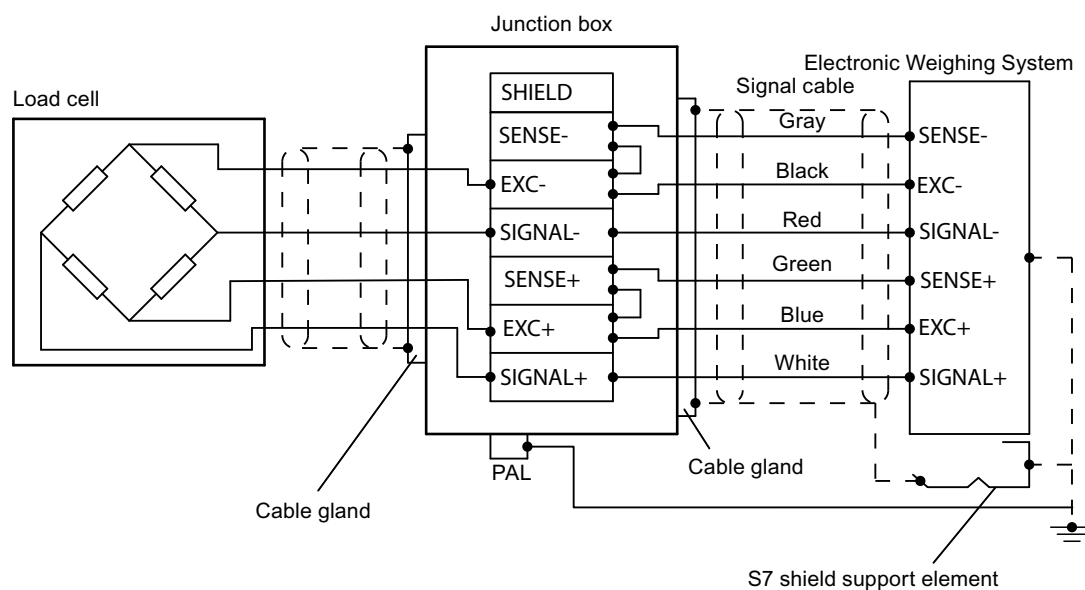 Junction box
Electronic Weighing System
Load cell
Signal cable
SHIELD
SENSE-
EXC-
SIGNAL-
SENSE+
EXC+
SIGNAL+
Gray
Black
Red
Green
Blue
White
SENSE-
EXC-
SIGNAL-
SENSE+
EXC+
SIGNAL+
PAL
Cable gland
Cable gland
S7 shield support element